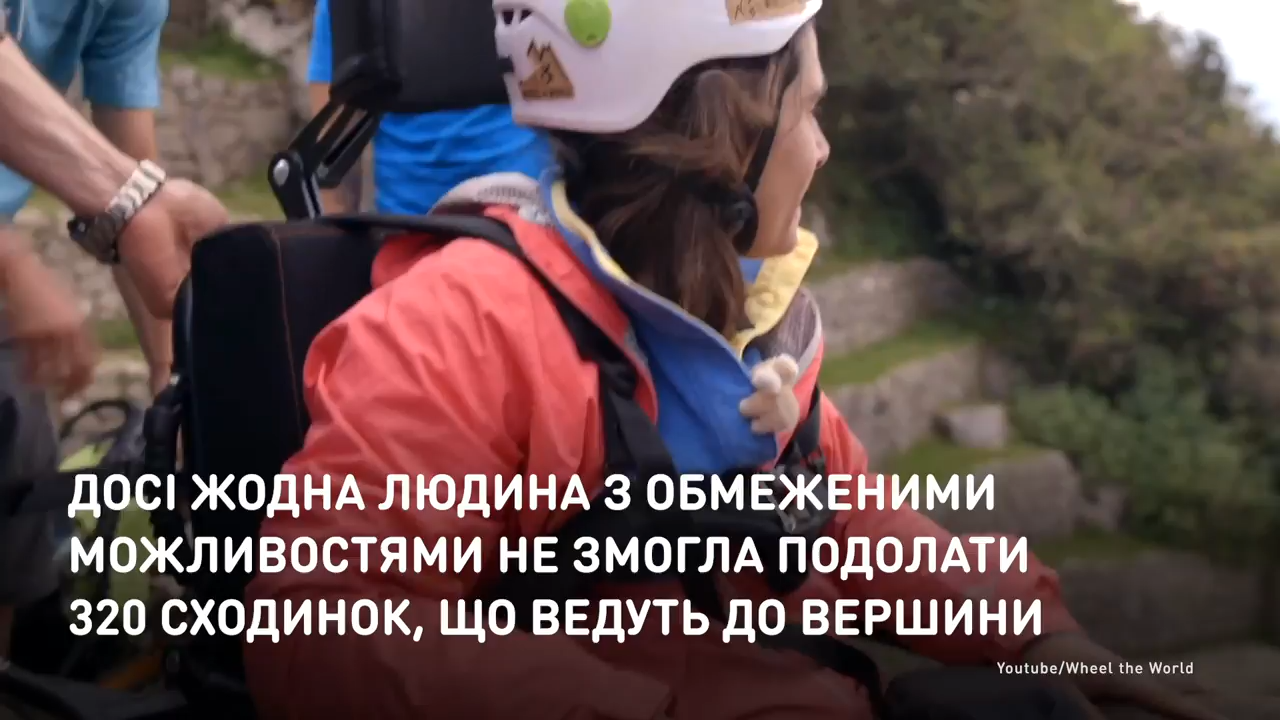 ДОСІ ЖОДНА ЛЮДИНА З ОБМЕЖЕНИМИ
МОЖЛИВОСТЯМИ НЕ ЗМОГЛА ПОДОЛАТИ
320 СХОДИНОК, ЩО ВЕДУТЬ ДО ВЕРШИНИ
Youtube/Wheel the World